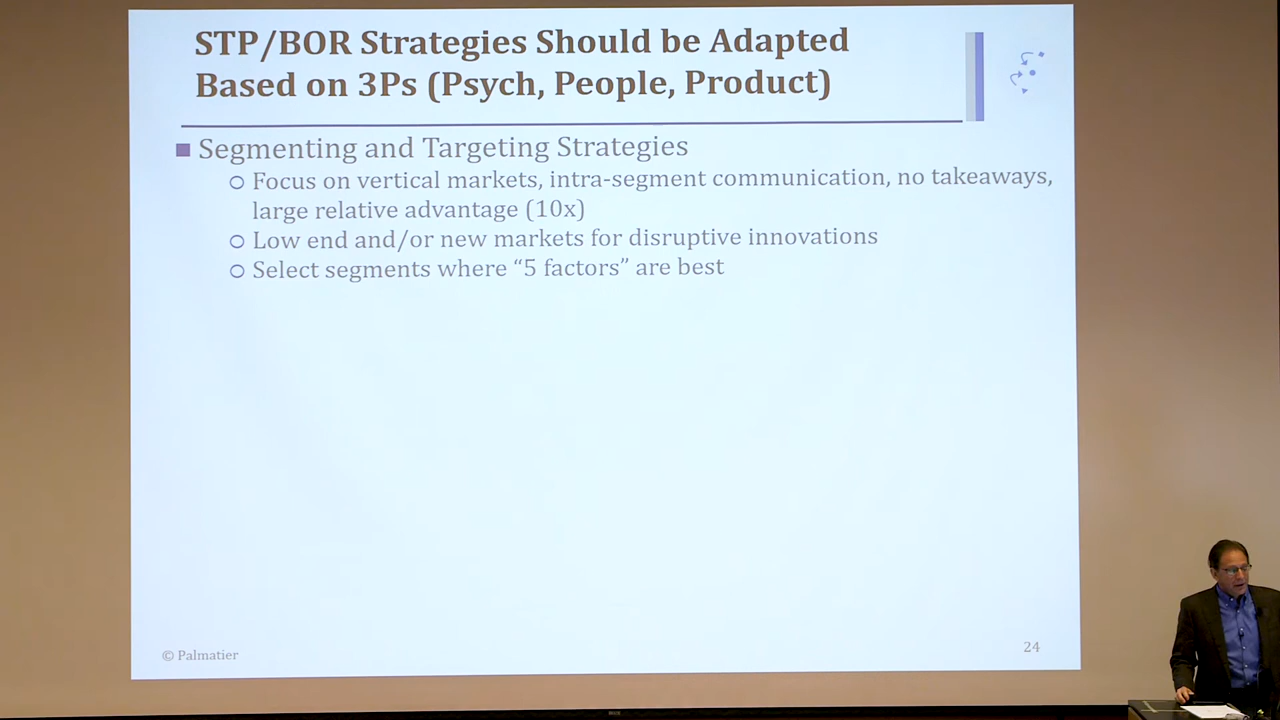 STP/BOR Strategies Should be Adapted
Based on 3Ps (Psych, People, Product)
Segmenting and Targeting Strategies
Focus on vertical markets, intra-segment communication, no takeaways,
large relative advantage (10x)
Low end and/or new markets for disruptive innovations
Select segments where “5 factors” are best
© Palmatier
24